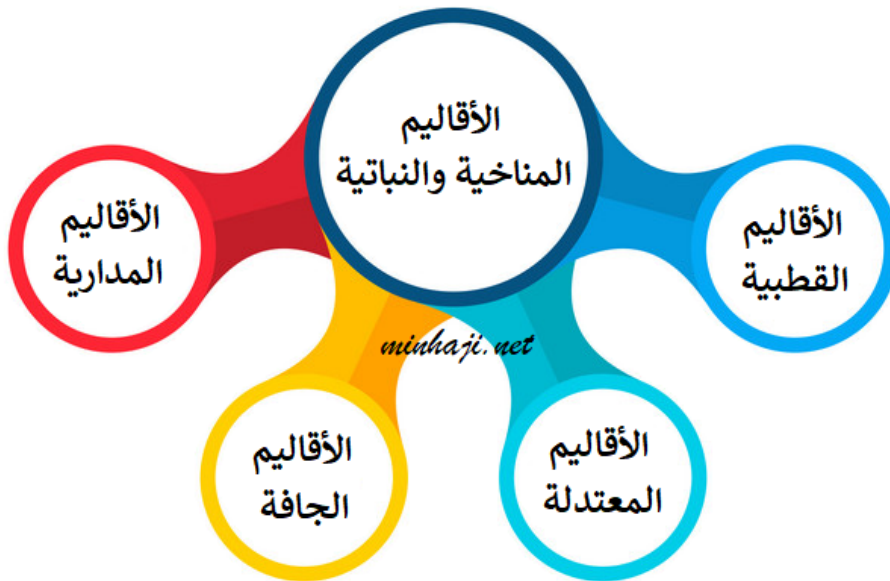 الأقاليم
المناخية والنباتية
الأقاليم
القطبية
الأقاليم
المدارية
minhaji.net
الأقاليم
المعتدلة
الأقاليم
الجافة